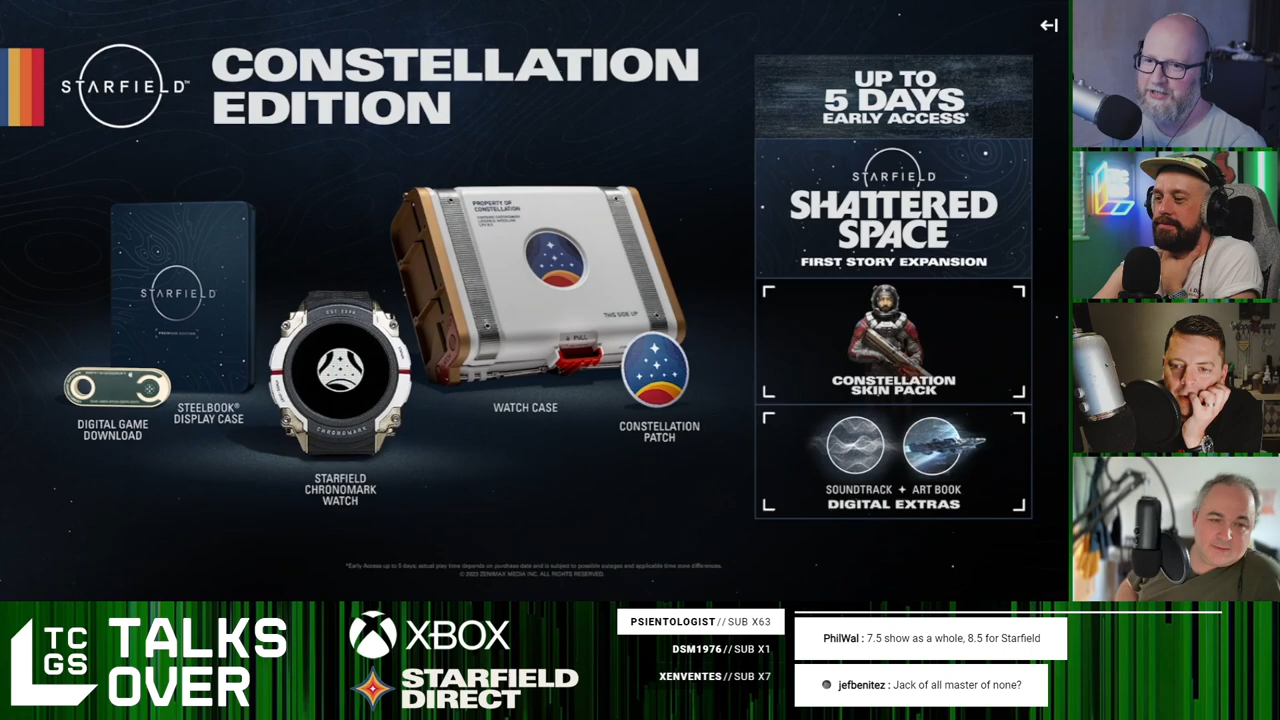 STARFIELD™
CONSTELLATION
EDITION
UP TO
5 DAYS
EARLY ACCESS*
STARFIELD
SHATTERED
SPACE
FIRST STORY EXPANSION
CONSTELLATION
SKIN PACK
SOUNDTRACK + ART BOOK
DIGITAL EXTRAS
STARFIELD
PREMIUM EDITION
DIGITAL GAME
DOWNLOAD
STEELBOOK®
DISPLAY CASE
CHRONOMARK
STARFIELD
CHRONOMARK
WATCH
PROPERTY OF
CONSTELLATION
THIS SIDE UP
PULL
WATCH CASE
CONSTELLATION
PATCH
*Early Access up to 5 days; actual play time depends on purchase date and is subject to possible outages and applicable time zone differences.
© 2023 ZENIMAX MEDIA INC. ALL RIGHTS RESERVED.
TC
GS
TALKS
OVER
XBOX
STARFIELD
DIRECT
PSIENTOLOGIST // SUB X63
DSM1976 // SUB X1
XENVENTES // SUB X7
PhilWal : 7.5 show as a whole, 8.5 for Starfield
jefbenitez : Jack of all master of none?